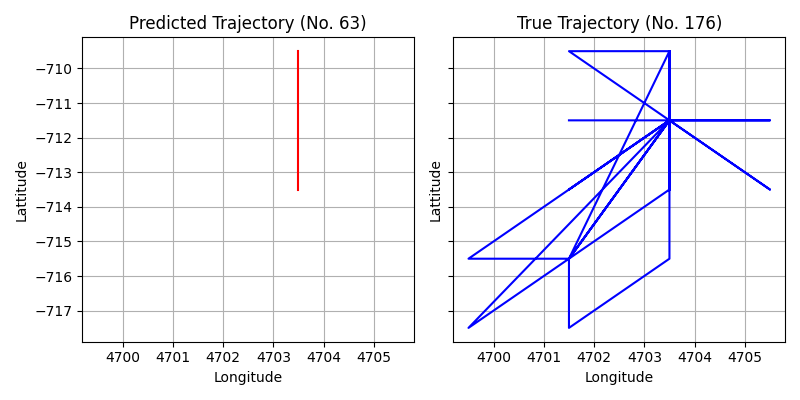 Predicted Trajectory (No. 63)
True Trajectory (No. 176)
Lattitude
−710
−711
−712
−713
−714
−715
−716
−717
4700 4701 4702 4703 4704 4705
Longitude
Lattitude
4700 4701 4702 4703 4704 4705
Longitude